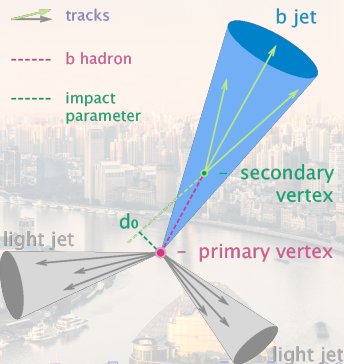 tracks
b hadron
impact
parameter
b jet
secondary
vertex
d0
light jet
primary vertex
light jet